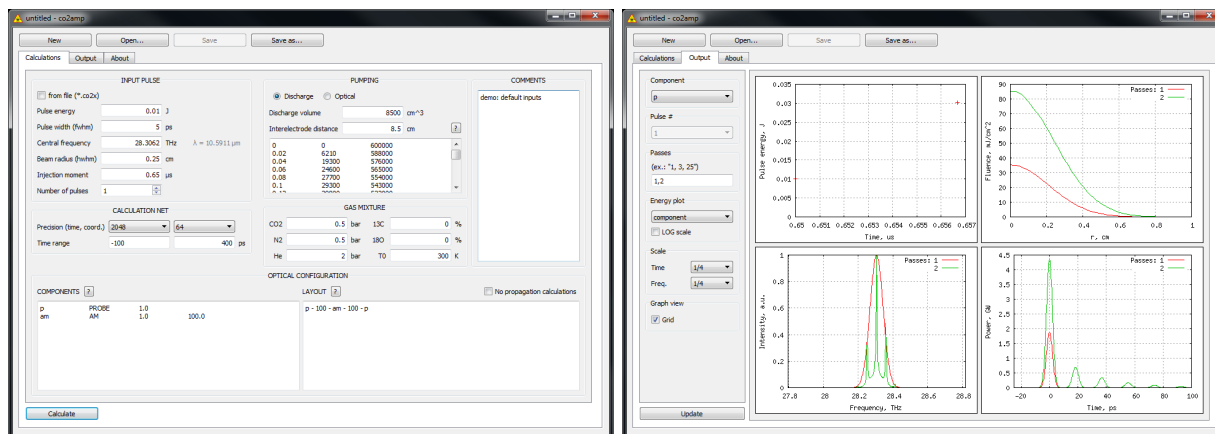 untitled - co2amp
New Open... Save Save as...
Calculations Output About
INPUT PULSE
from file (*.co2x)
Pulse energy 0.01 J
Pulse width (fwhm) 5 ps
Central frequency 28.3062 THz λ = 10.5911 µm
Beam radius (hwhm) 0.25 cm
Injection moment 0.65 µs
Number of pulses 1
CALCULATION NET
Precision (time, coord.) 2048 64
Time range -100 400 ps
PUMPING
Discharge Optical
Discharge volume 8500 cm^3
Interelectrode distance 8.5 cm ?
0 0 600000
0.02 6210 588000
0.04 19300 576000
0.06 24600 565000
0.08 27700 554000
0.1 29300 543000
GAS MIXTURE
CO2 0.5 bar 13C 0 %
N2 0.5 bar 18O 0 %
He 2 bar T0 300 K
COMMENTS
demo: default inputs
OPTICAL CONFIGURATION
COMPONENTS ?
p PROBE 1.0
am AM 1.0 100.0
LAYOUT ?
No propagation calculations
p - 100 - am - 100 - p
Calculate
untitled - co2amp
New Open... Save Save as...
Calculations Output About
Component
p
Pulse #
1
Passes
(ex.: "1, 3, 25")
1,2
Energy plot
component
LOG scale
Scale
Time 1/4
Freq. 1/4
Graph view
Grid
Update
Pulse energy, J
0.035
0.03
0.025
0.02
0.015
0.01
0.005
0
0.65 0.651 0.652 0.653 0.654 0.655 0.656 0.657
Time, us
Fluence, mJ/cm^2
90
80
70
60
50
40
30
20
10
0
0 0.2 0.4 0.6 0.8 1
r, cm
Passes: 1
2
Intensity, a.u.
1
0.8
0.6
0.4
0.2
0
27.8 28 28.2 28.4 28.6 28.8
Frequency, THz
Passes: 1
2
Power, GW
4.5
4
3.5
3
2.5
2
1.5
1
0.5
0
-20 0 20 40 60 80 100
Time, ps
Passes: 1
2